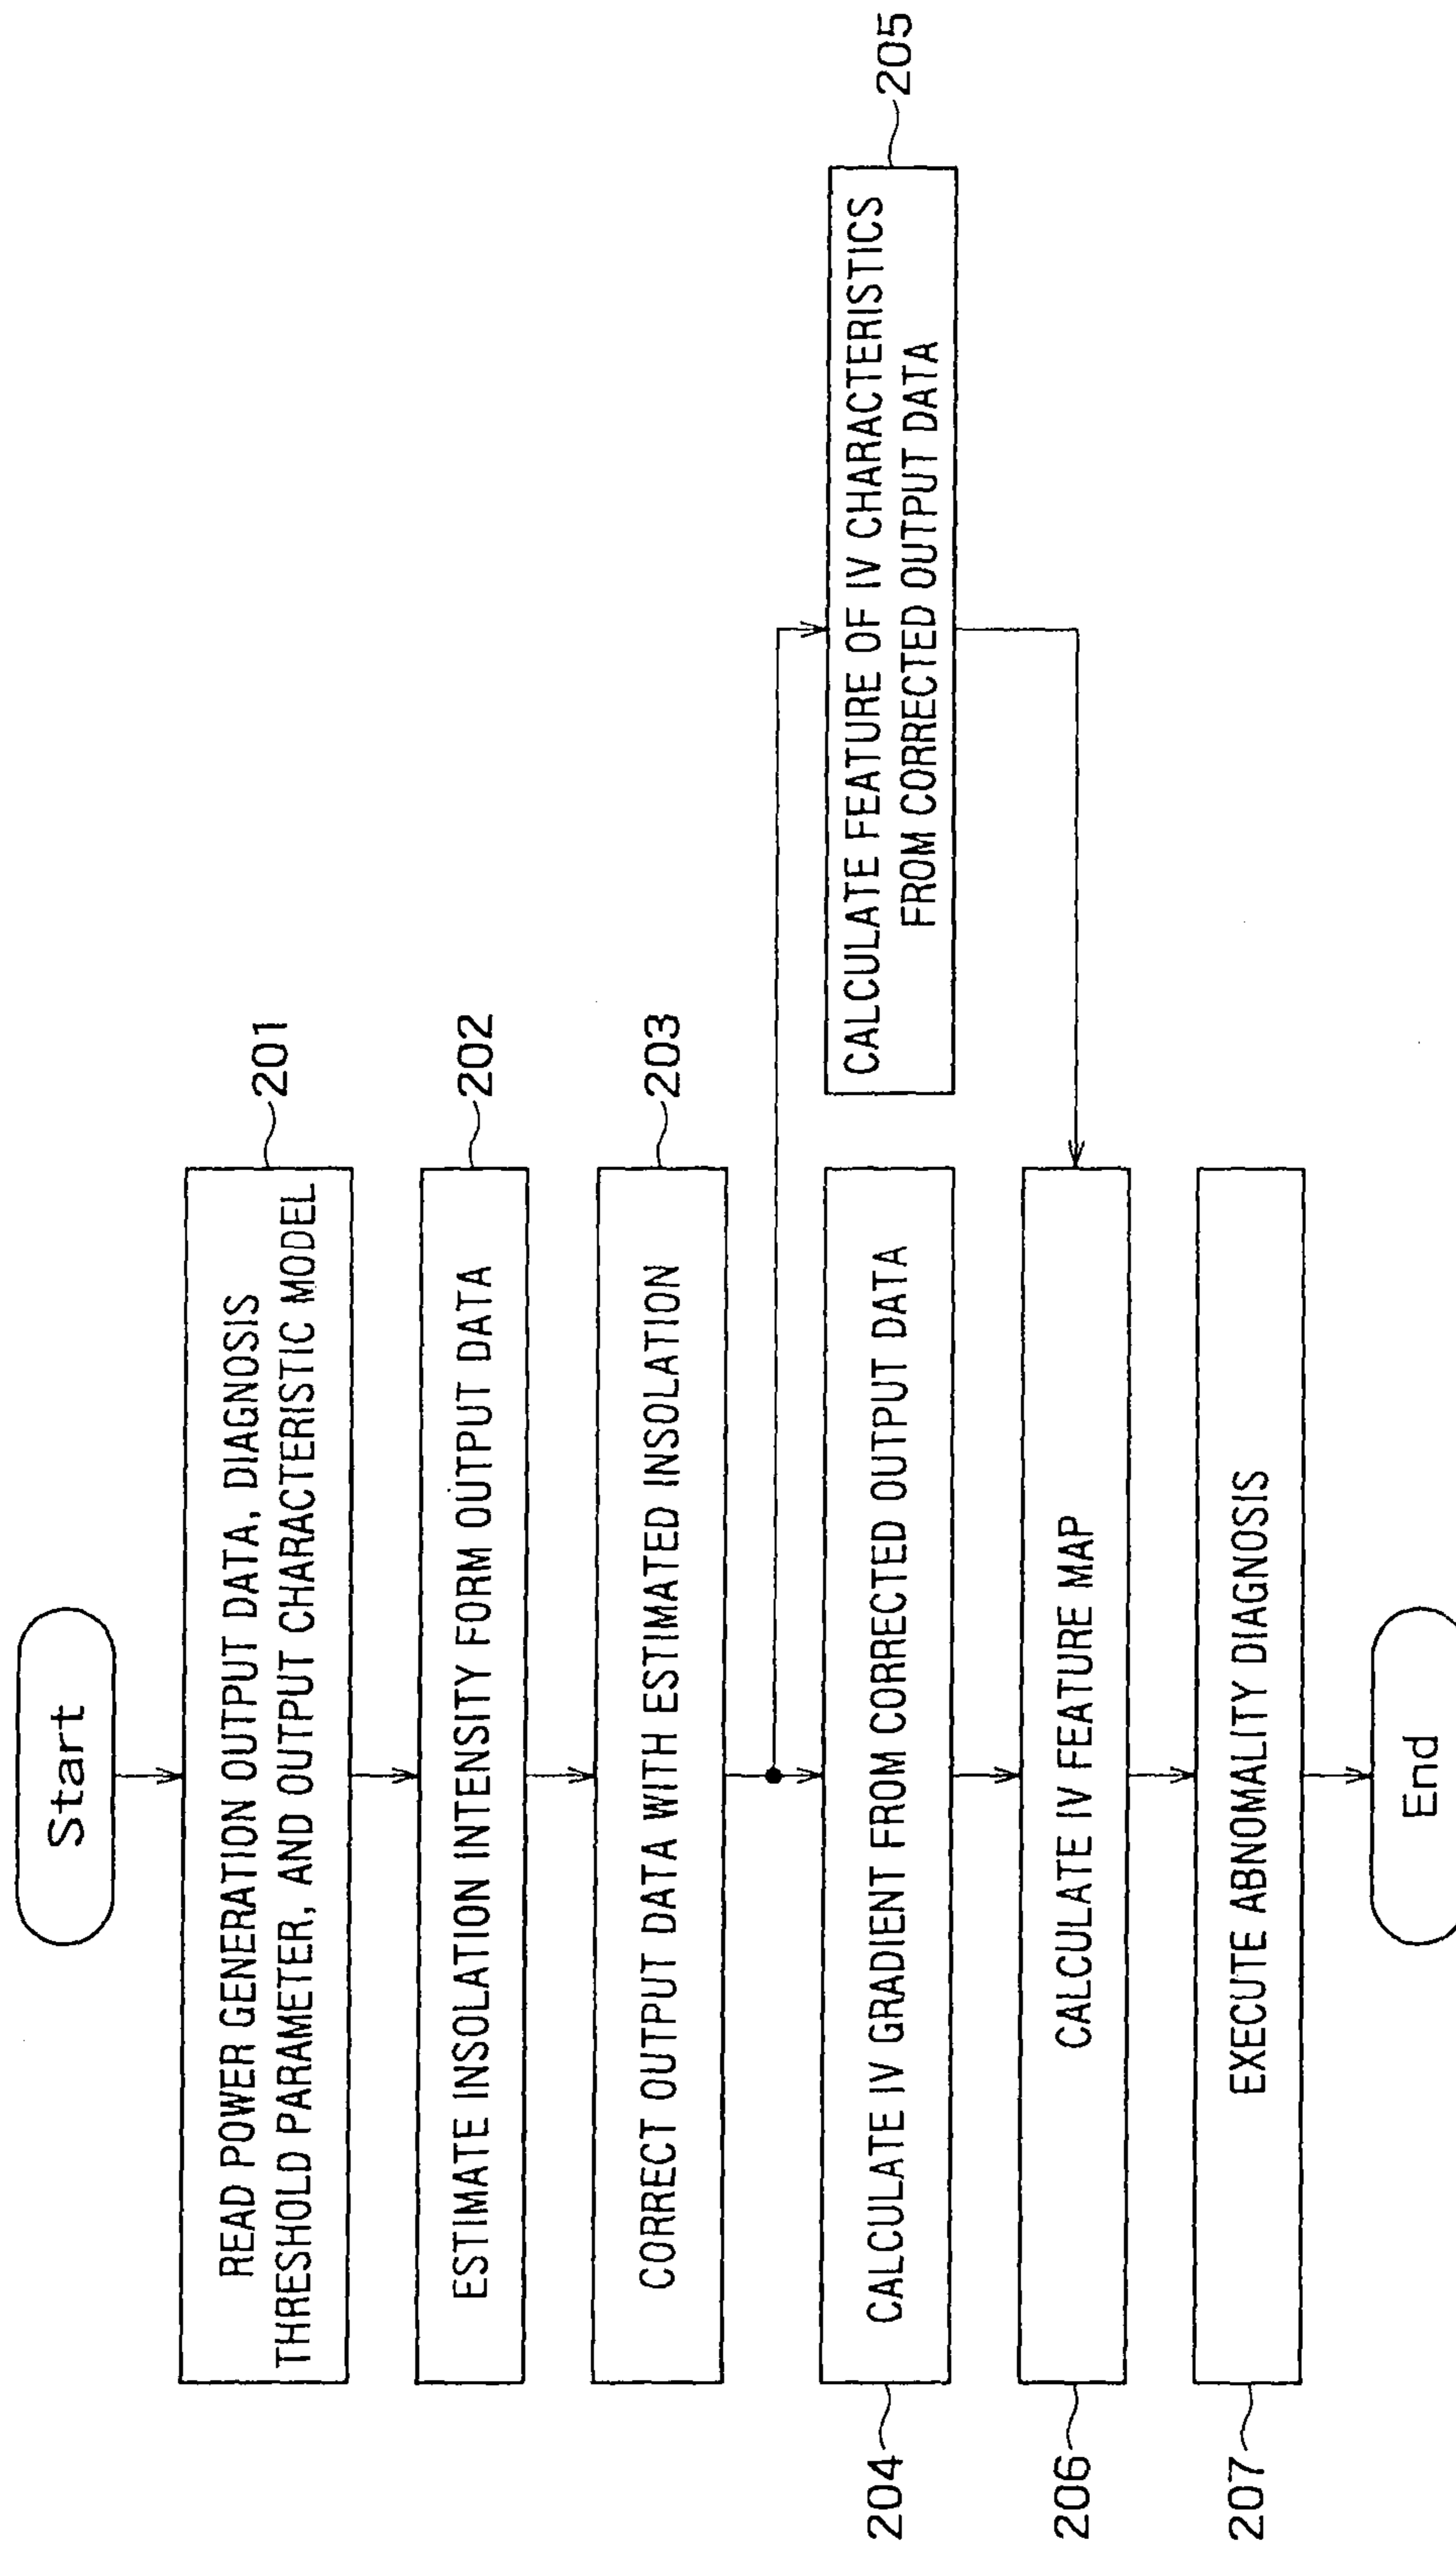 Start
READ POWER GENERATION OUTPUT DATA, DIAGNOSIS
THRESHOLD PARAMETER, AND OUTPUT CHARACTERISTIC MODEL
201
ESTIMATE INSOLATION INTENSITY FORM OUTPUT DATA
202
CORRECT OUTPUT DATA WITH ESTIMATED INSOLATION
203
CALCULATE IV GRADIENT FROM CORRECTED OUTPUT DATA
204
CALCULATE FEATURE OF IV CHARACTERISTICS
FROM CORRECTED OUTPUT DATA
205
CALCULATE IV FEATURE MAP
206
EXECUTE ABNOMALITY DIAGNOSIS
207
End